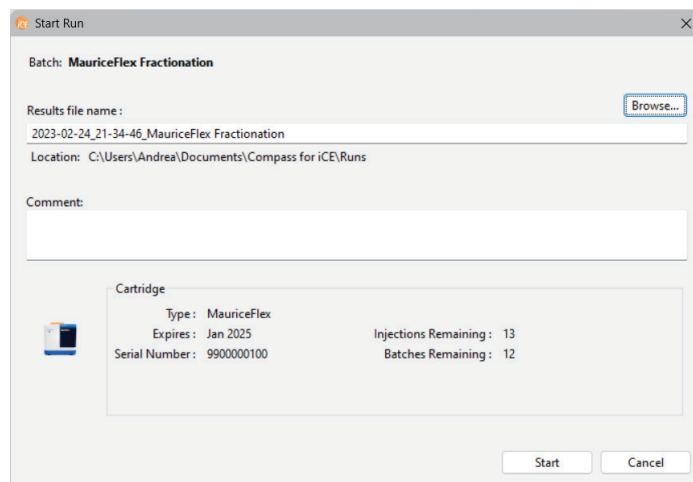 Start Run
Batch: MauriceFlex Fractionation
Results file name :
Browse...
2023-02-24_21-34-46_MauriceFlex Fractionation
Location: C:\Users\Andrea\Documents\Compass for iCE\Runs
Comment:
Cartridge
Type : MauriceFlex
Expires : Jan 2025 Injections Remaining : 13
Serial Number : 9900000100 Batches Remaining : 12
Start Cancel